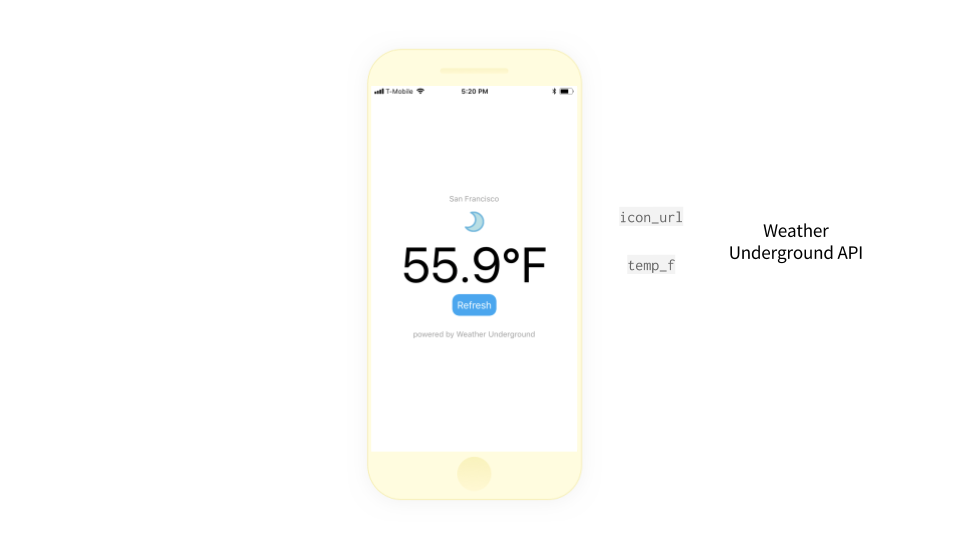 T-Mobile 5:20 PM
San Francisco
55.9°F
Refresh
powered by Weather Underground
icon_url
temp_f
Weather
Underground API